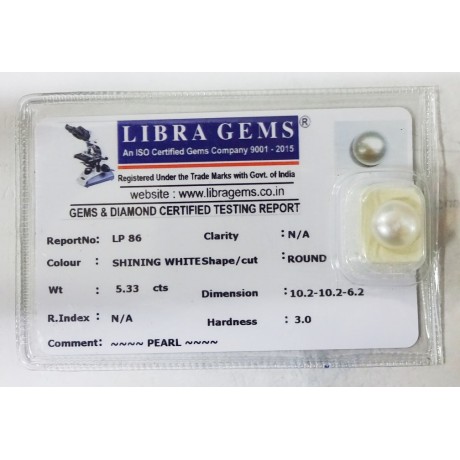 LIBRA GEMS ®
An ISO Certified Gems Company 9001 - 2015
Registered Under the Trade Marks with Govt. of India
website : www.libragems.co.in
GEMS & DIAMOND CERTIFIED TESTING REPORT
ReportNo: LP 86 Clarity : N/A
Colour : SHINING WHITE Shape/cut : ROUND
Wt : 5.33 cts Dimension : 10.2-10.2-6.2
R.Index : N/A Hardness : 3.0
Comment: ~~~~ PEARL ~~~~